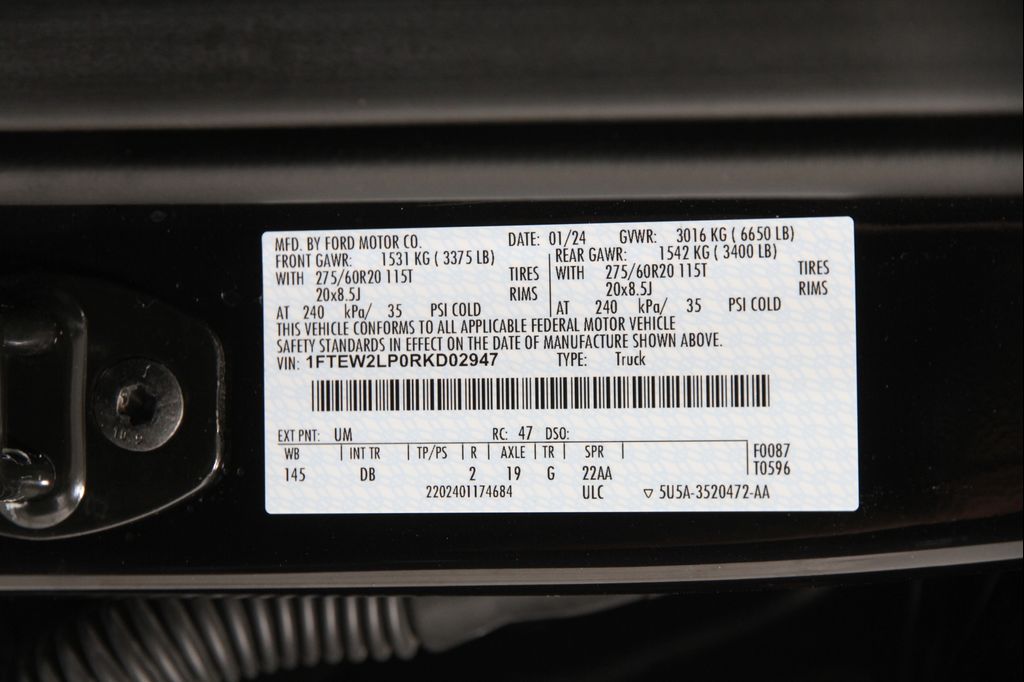 MFD. BY FORD MOTOR CO. DATE: 01/24 GVWR: 3016 KG ( 6650 LB)
FRONT GAWR: 1531 KG ( 3375 LB) REAR GAWR: 1542 KG ( 3400 LB)
WITH 275/60R20 115T TIRES WITH 275/60R20 115T TIRES
20x8.5J RIMS 20x8.5J RIMS
AT 240 kPa/ 35 PSI COLD AT 240 kPa/ 35 PSI COLD
THIS VEHICLE CONFORMS TO ALL APPLICABLE FEDERAL MOTOR VEHICLE
SAFETY STANDARDS IN EFFECT ON THE DATE OF MANUFACTURE SHOWN ABOVE.
VIN: 1FTEW2LP0RKD02947 TYPE: Truck
EXT PNT: UM RC: 47 DSO:
WB INT TR TP/PS R AXLE TR SPR F0087
145 DB 2 19 G 22AA T0596
2202401174684 ULC ▽ 5U5A-3520472-AA